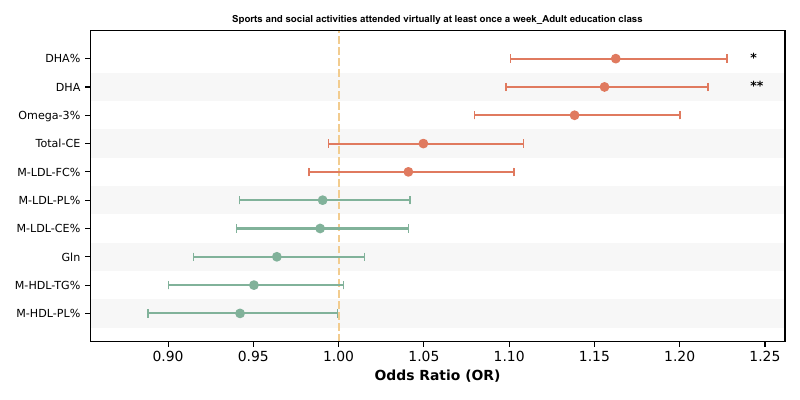 Sports and social activities attended virtually at least once a week_Adult education class
DHA%
*
DHA
**
Omega-3%
Total-CE
M-LDL-FC%
M-LDL-PL%
M-LDL-CE%
Gln
M-HDL-TG%
M-HDL-PL%
0.90 0.95 1.00 1.05 1.10 1.15 1.20 1.25
Odds Ratio (OR)